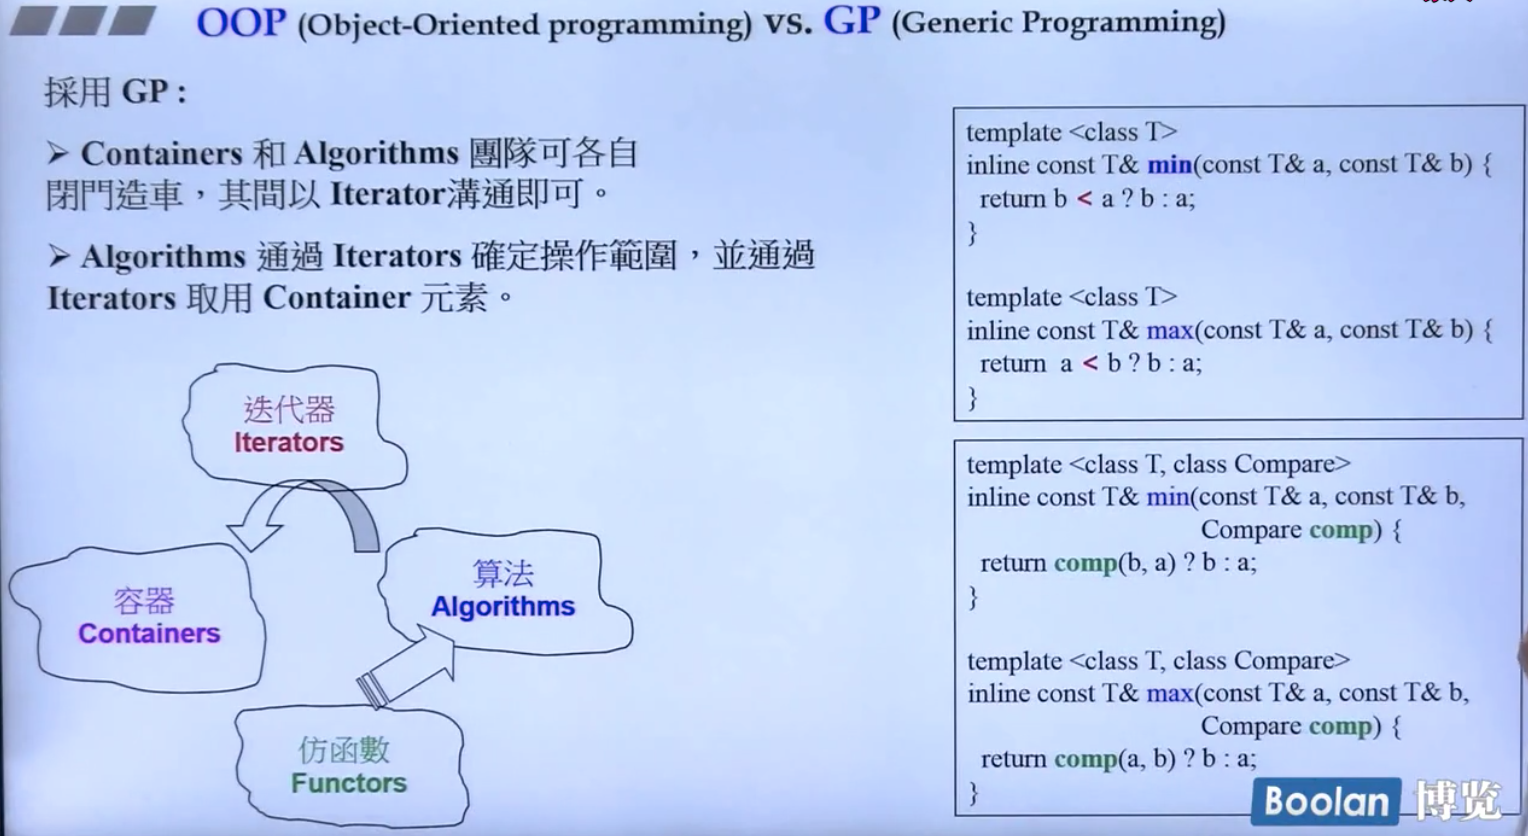 OOP (Object-Oriented programming) vs. GP (Generic Programming)
採用 GP :
➢ Containers 和 Algorithms 團隊可各自
閉門造車，其間以 Iterator溝通即可。
➢ Algorithms 通過 Iterators 確定操作範圍，並通過
Iterators 取用 Container 元素。
迭代器
Iterators
容器
Containers
算法
Algorithms
仿函數
Functors
template <class T>
inline const T& min(const T& a, const T& b) {
return b < a ? b : a;
}
template <class T>
inline const T& max(const T& a, const T& b) {
return a < b ? b : a;
}
template <class T, class Compare>
inline const T& min(const T& a, const T& b,
Compare comp) {
return comp(b, a) ? b : a;
}
template <class T, class Compare>
inline const T& max(const T& a, const T& b,
Compare comp) {
return comp(a, b) ? b : a;
}
Boolan 博览